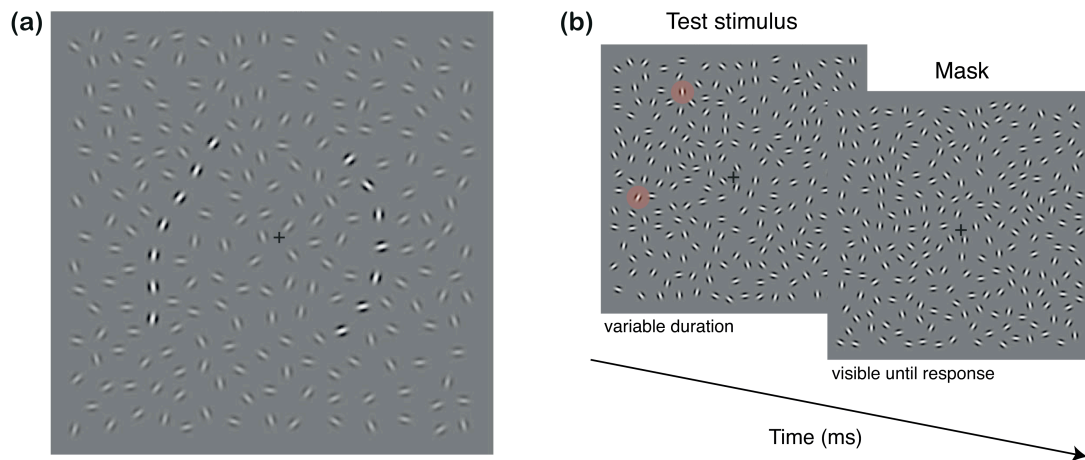 (a)
(b)
Test stimulus
Mask
variable duration
visible until response
Time (ms)